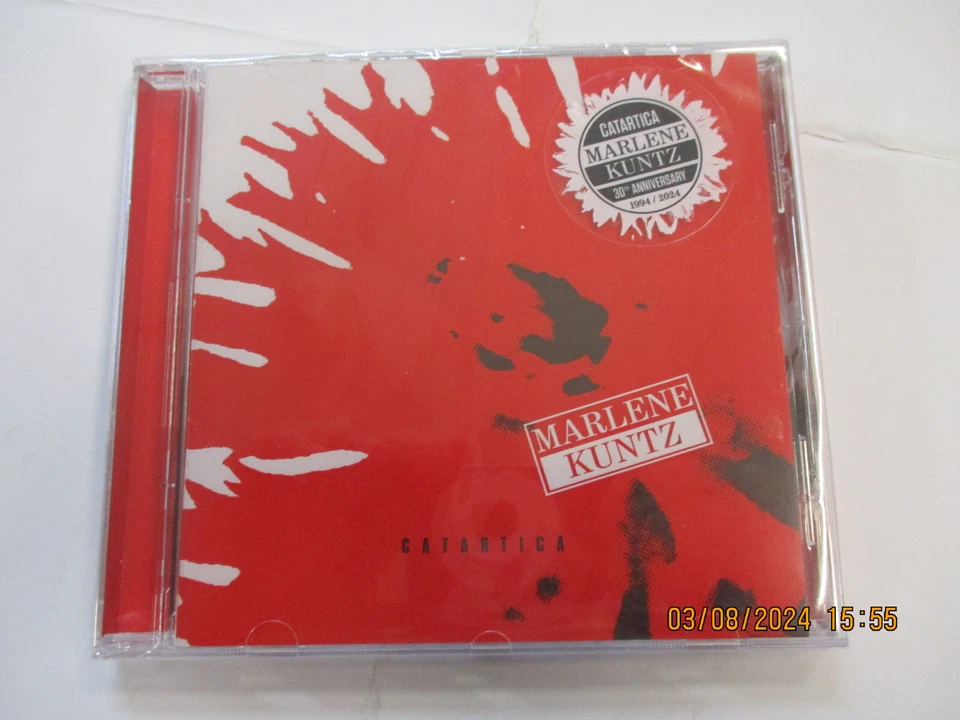 CATARTICA
MARLENE
KUNTZ
30TH ANNIVERSARY
1994 / 2024
MARLENE
KUNTZ
CATARTICA
03/08/2024 15:55